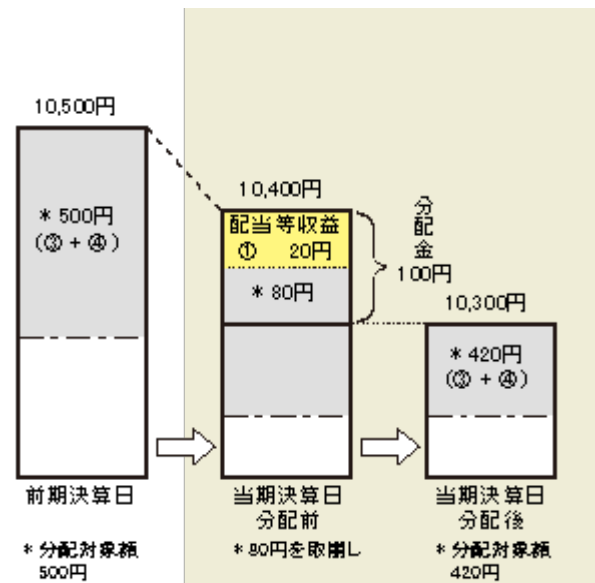 10,500円
* 500円
(③ + ④)
10,400円
配当等収益
① 20円
* 80円
分配金
100円
10,300円
* 420円
(③ + ④)
前期決算日
当期決算日
分配前
当期決算日
分配後
* 分配対象額
500円
* 80円を取崩し
* 分配対象額
420円